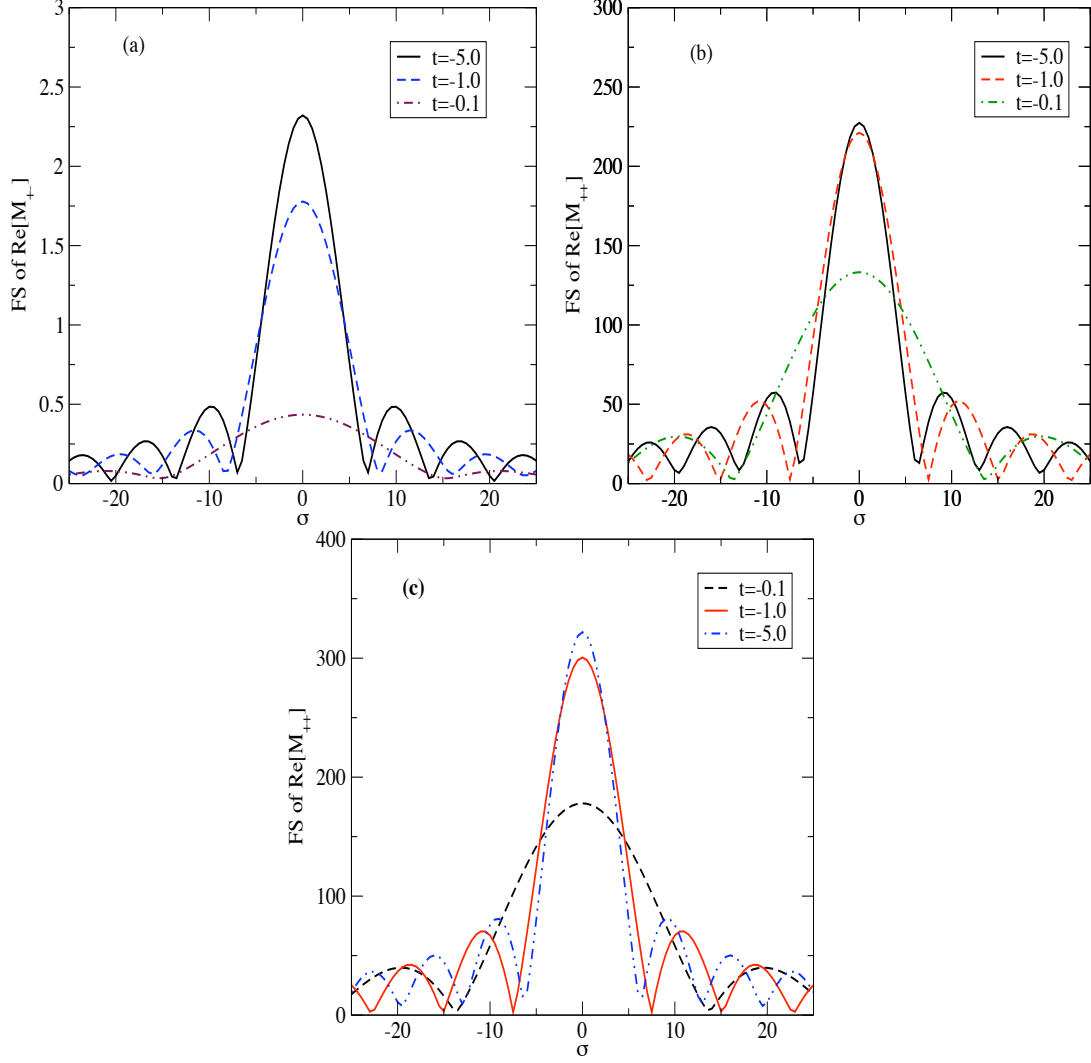 (a)
t=-5.0
t=-1.0
t=-0.1
3
2.5
2
1.5
1
0.5
0
-20 -10 0 10 20
σ
FS of Re[M+-]
(b)
t=-5.0
t=-1.0
t=-0.1
300
250
200
150
100
50
0
-20 -10 0 10 20
σ
FS of Re[M++]
(c)
t=-0.1
t=-1.0
t=-5.0
400
300
200
100
0
-20 -10 0 10 20
σ
FS of Re[M++]